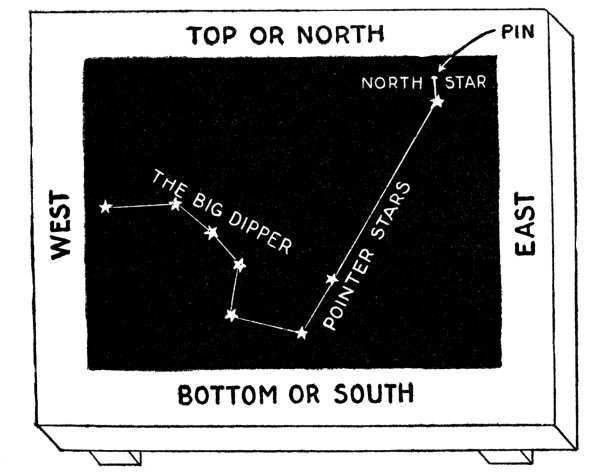 TOP OR NORTH
PIN
NORTH STAR
THE BIG DIPPER
POINTER STARS
WEST
EAST
BOTTOM OR SOUTH